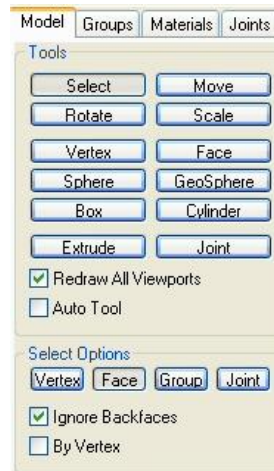 Model Groups Materials Joints
Tools
Select Move
Rotate Scale
Vertex Face
Sphere GeoSphere
Box Cylinder
Extrude Joint
Redraw All Viewports
Auto Tool
Select Options
Vertex Face Group Joint
Ignore Backfaces
By Vertex